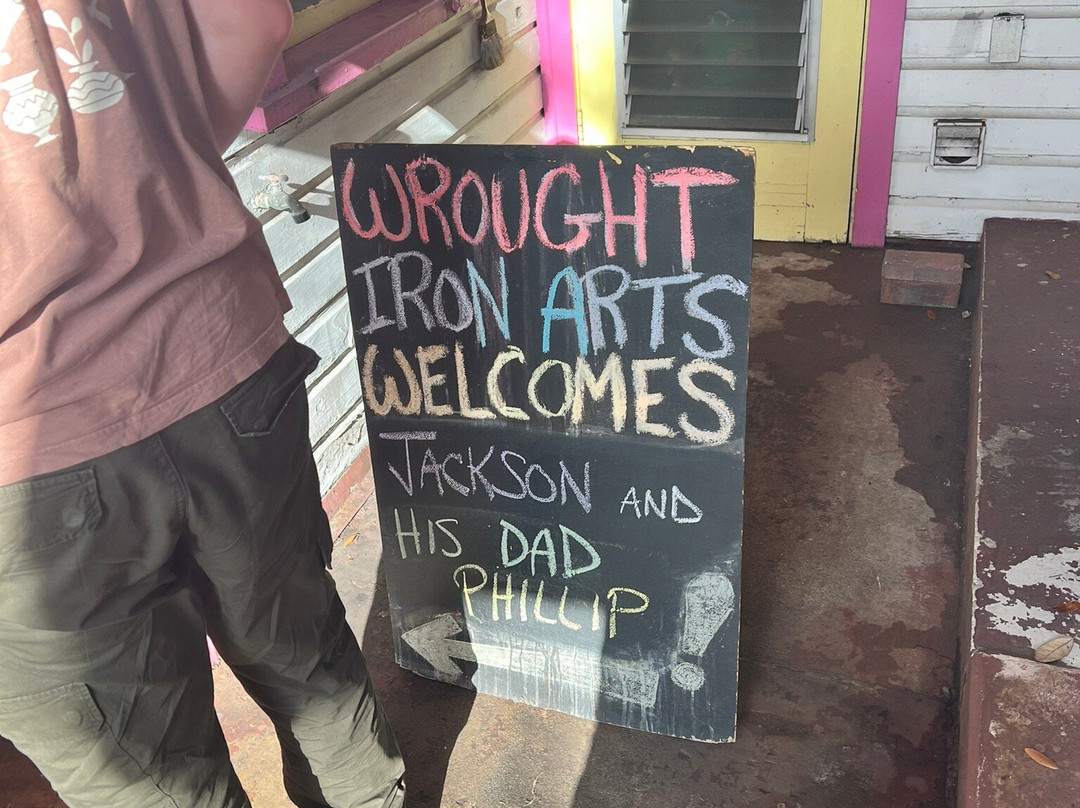 WROUGHT
IRON ARTS
WELCOMES
JACKSON AND
HIS DAD
PHILLIP !